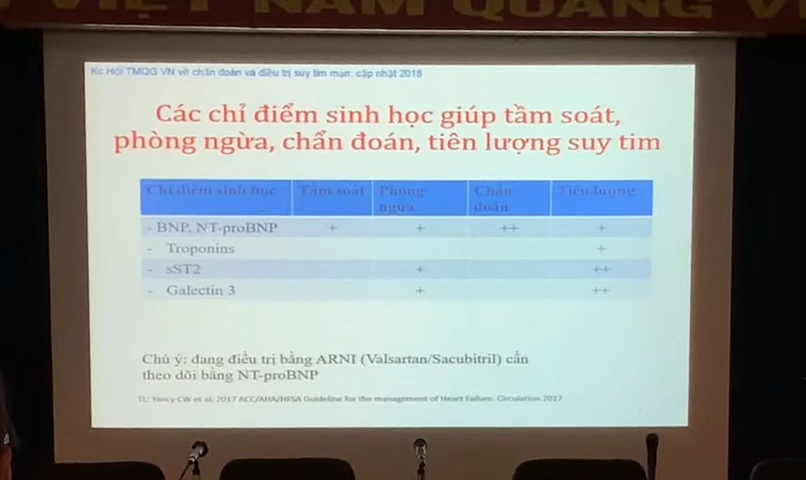 VIỆT NAM QUANG V
Kc Hội TMQG VN về chẩn đoán và điều trị suy tim mạn: cập nhật 2018
Các chỉ điểm sinh học giúp tầm soát,
phòng ngừa, chẩn đoán, tiên lượng suy tim
Chỉ điểm sinh học Tầm soát Phòng ngừa Chẩn đoán Tiên lượng
- BNP, NT-proBNP + + ++ +
- Troponins +
- sST2 + ++
- Galectin 3 + ++
Chú ý: đang điều trị bằng ARNI (Valsartan/Sacubitril) cần
theo dõi bằng NT-proBNP
TL: Yancy CW et al. 2017 ACC/AHA/HFSA Guideline for the management of Heart Failure. Circulation 2017